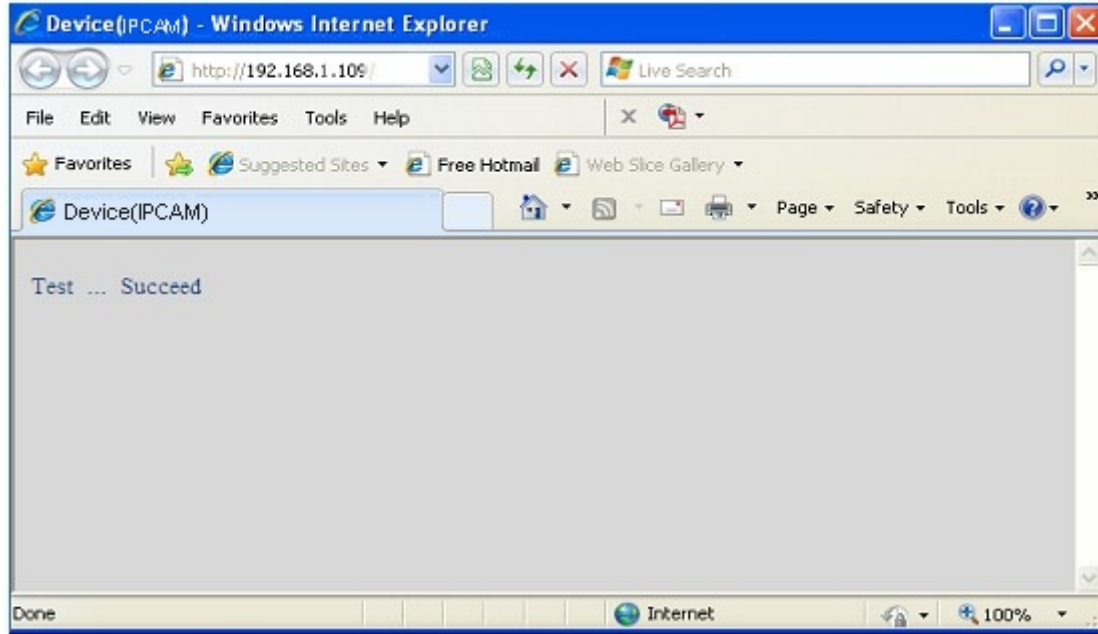 Device(IPCAM) - Windows Internet Explorer
http://192.168.1.109/ Live Search
File Edit View Favorites Tools Help
Favorites Suggested Sites Free Hotmail Web Slice Gallery
Device(IPCAM) Page Safety Tools »
Test ... Succeed
Done Internet 100%